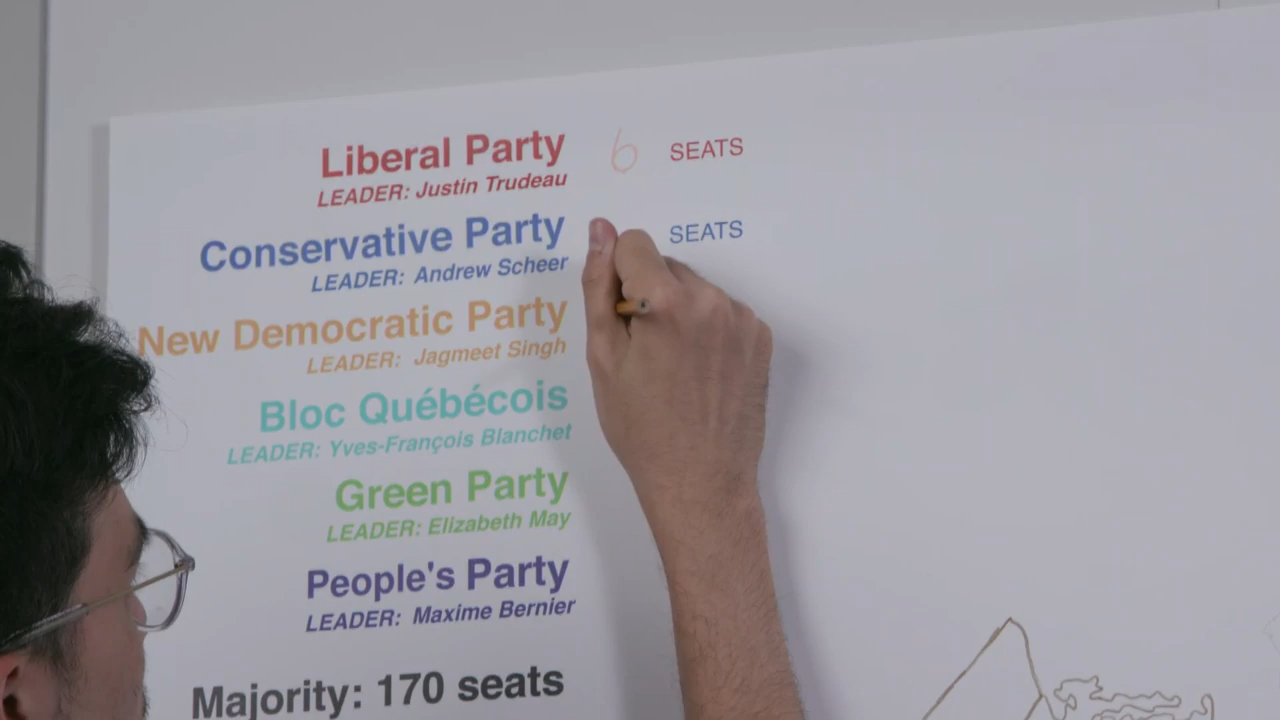 Liberal Party 6 SEATS
LEADER: Justin Trudeau
Conservative Party SEATS
LEADER: Andrew Scheer
New Democratic Party
LEADER: Jagmeet Singh
Bloc Québécois
LEADER: Yves-François Blanchet
Green Party
LEADER: Elizabeth May
People's Party
LEADER: Maxime Bernier
Majority: 170 seats